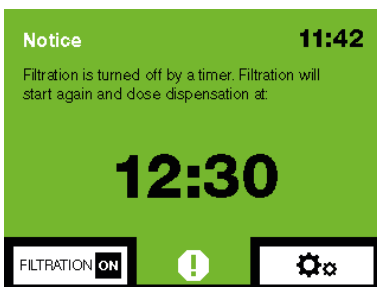 Notice 11:42
Filtration is turned off by a timer. Filtration will
start again and dose dispensation at:
12:30
FILTRATION ON !